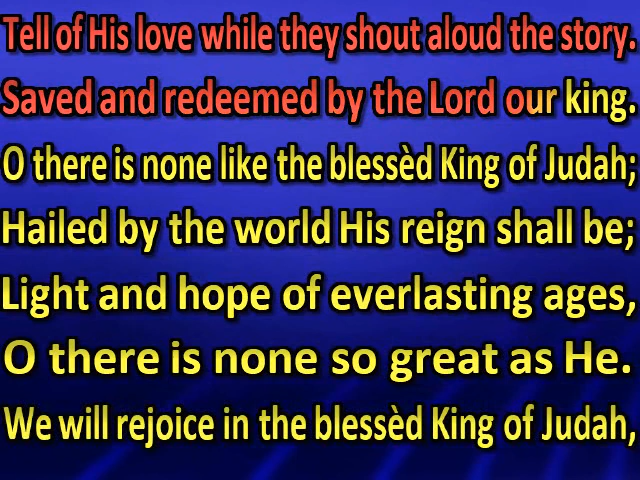 Tell of His love while they shout aloud the story.
Saved and redeemed by the Lord our king.
O there is none like the blessèd King of Judah;
Hailed by the world His reign shall be;
Light and hope of everlasting ages,
O there is none so great as He.
We will rejoice in the blessèd King of Judah,